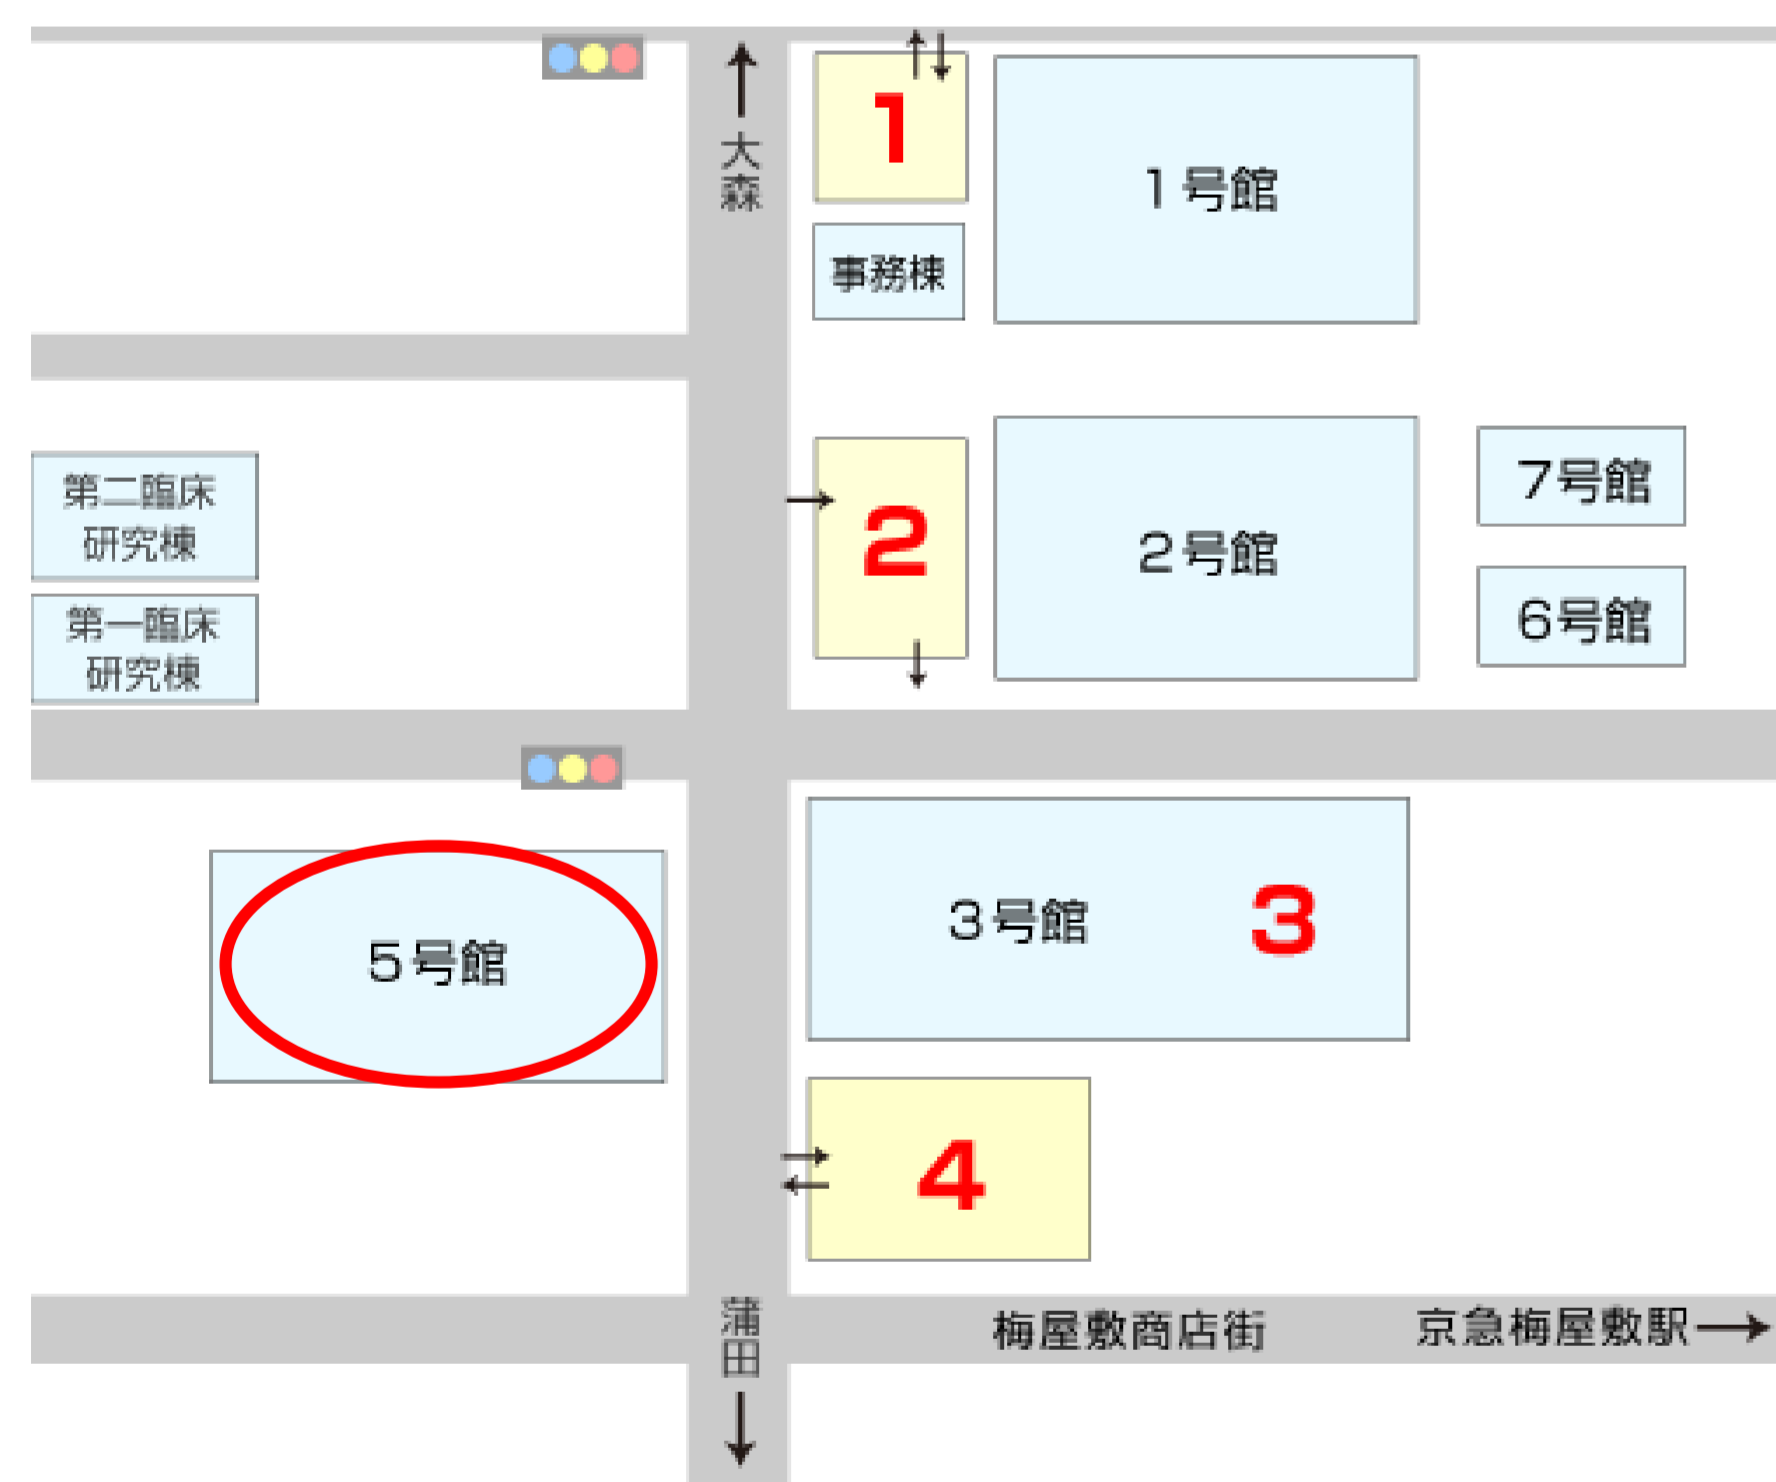 大森
1
1号館
事務棟
第二臨床
研究棟
第一臨床
研究棟
2
2号館
7号館
6号館
5号館
3号館
3
4
蒲田
梅屋敷商店街
京急梅屋敷駅